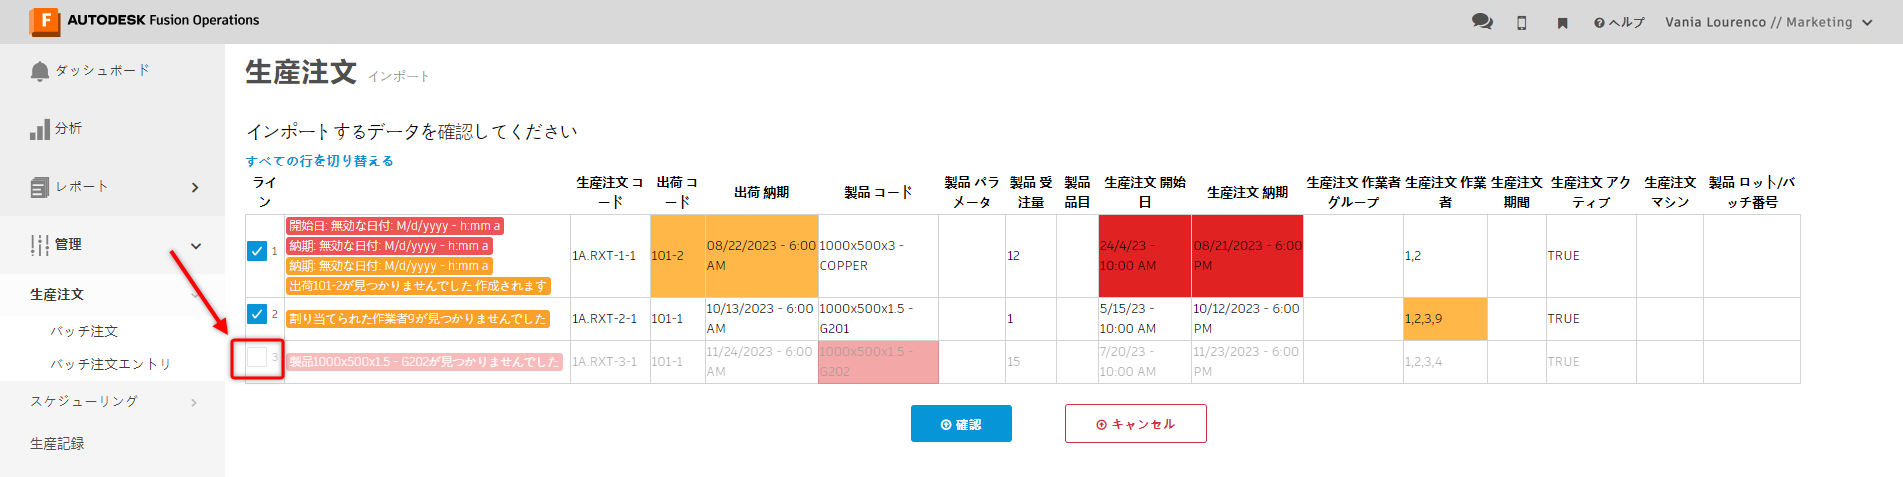 F AUTODESK Fusion Operations
ヘルプ Vania Lourenco // Marketing
ダッシュボード
分析
レポート
管理
生産注文
バッチ注文
バッチ注文エントリ
スケジューリング
生産記録
生産注文 インポート
インポートするデータを確認してください
すべての行を切り替える
ライン 生産注文 コード 出荷 コード 出荷 納期 製品 コード 製品 パラメータ 製品 受注量 製品 品目 生産注文 開始日 生産注文 納期 生産注文 作業者グループ 生産注文 作業者 生産注文 期間 生産注文 アクティブ 生産注文 マシン 製品 ロット/バッチ番号
1 開始日: 無効な日付: M/d/yyyy - h:mm a
納期: 無効な日付: M/d/yyyy - h:mm a
納期: 無効な日付: M/d/yyyy - h:mm a
出荷101-2が見つかりませんでした 作成されます
1A.RXT-1-1 101-2 08/22/2023 - 6:00 AM 1000x500x3 - COPPER 12 24/4/23 - 10:00 AM 08/21/2023 - 6:00 PM 1,2 TRUE
2 割り当てられた作業者9が見つかりませんでした 1A.RXT-2-1 101-1 10/13/2023 - 6:00 AM 1000x500x1.5 - G201 1 5/15/23 - 10:00 AM 10/12/2023 - 6:00 PM 1,2,3,9 TRUE
3 製品1000x500x1.5 - G202が見つかりませんでした 1A.RXT-3-1 101-1 11/24/2023 - 6:00 AM 1000x500x1.5 - G202 15 7/20/23 - 10:00 AM 11/23/2023 - 6:00 PM 1,2,3,4 TRUE
確認 キャンセル